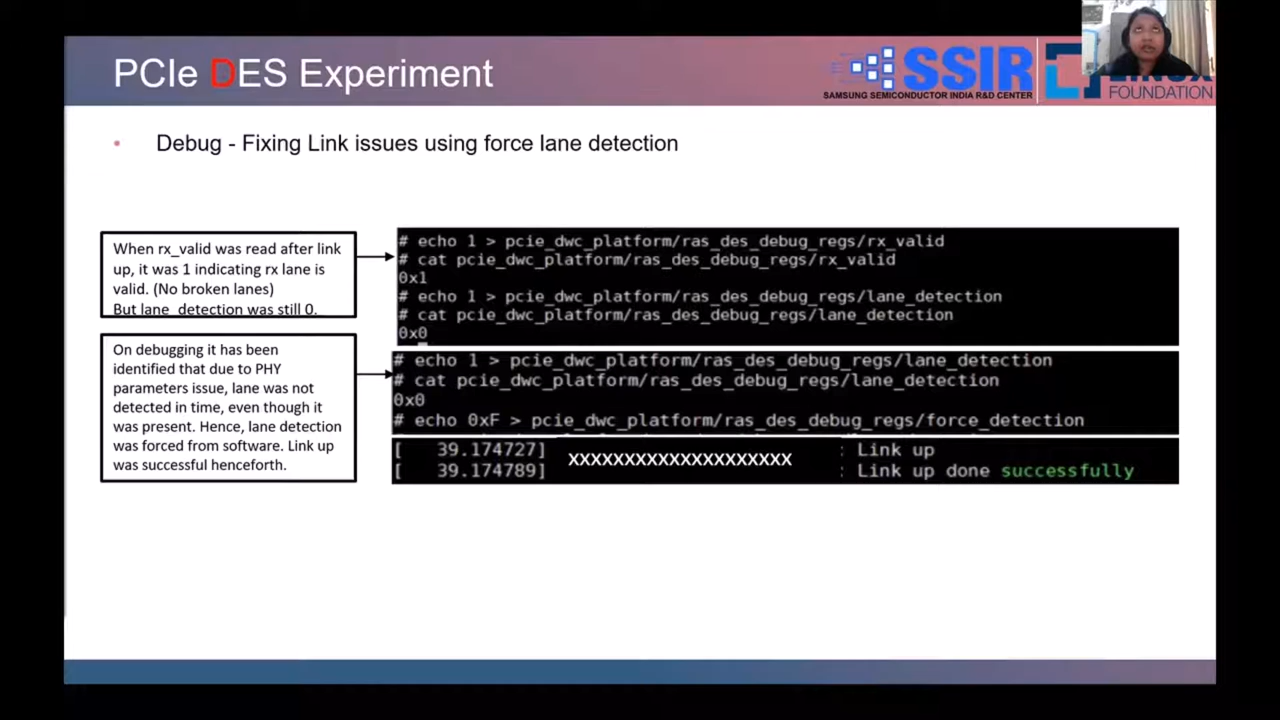 PCIe DES Experiment
SSIR
SAMSUNG SEMICONDUCTOR INDIA R&D CENTER
FOUNDATION
• Debug - Fixing Link issues using force lane detection
When rx_valid was read after link
up, it was 1 indicating rx lane is
valid. (No broken lanes)
But lane_detection was still 0.
# echo 1 > pcie_dwc_platform/ras_des_debug_regs/rx_valid
# cat pcie_dwc_platform/ras_des_debug_regs/rx_valid
0x1
# echo 1 > pcie_dwc_platform/ras_des_debug_regs/lane_detection
# cat pcie_dwc_platform/ras_des_debug_regs/lane_detection
0x0
On debugging it has been
identified that due to PHY
parameters issue, lane was not
detected in time, even though it
was present. Hence, lane detection
was forced from software. Link up
was successful henceforth.
# echo 1 > pcie_dwc_platform/ras_des_debug_regs/lane_detection
# cat pcie_dwc_platform/ras_des_debug_regs/lane_detection
0x0
# echo 0xF > pcie_dwc_platform/ras_des_debug_regs/force_detection
[ 39.174727] : Link up
XXXXXXXXXXXXXXXXXXXX
[ 39.174789] : Link up done successfully